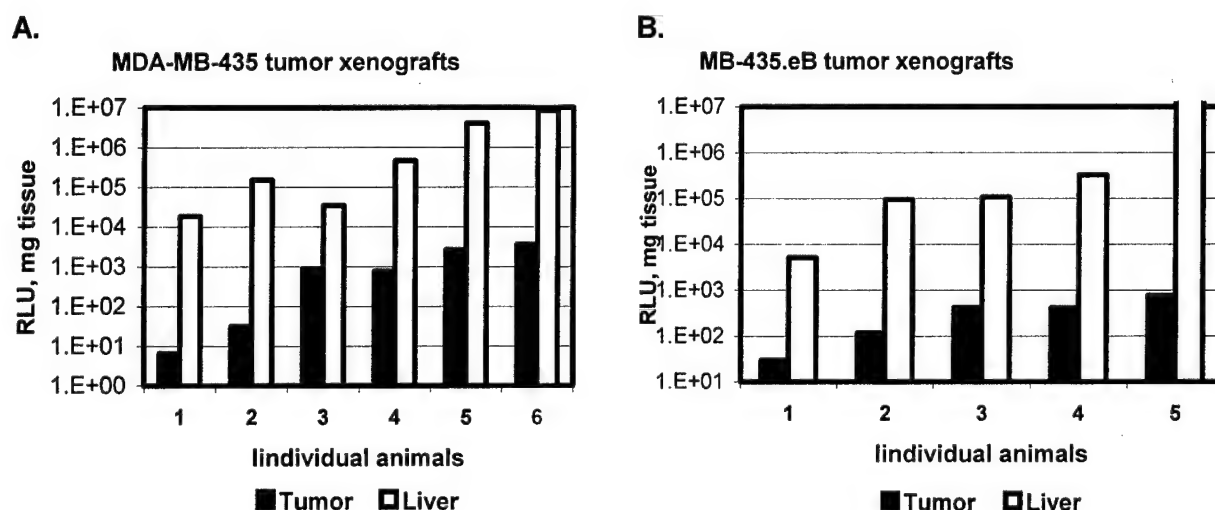 A.
MDA-MB-435 tumor xenografts
RLU, mg tissue
1.E+07
1.E+06
1.E+05
1.E+04
1.E+03
1.E+02
1.E+01
1.E+00
1 2 3 4 5 6
Iindividual animals
Tumor Liver
B.
MB-435.eB tumor xenografts
RLU, mg tissue
1.E+07
1.E+06
1.E+05
1.E+04
1.E+03
1.E+02
1.E+01
1 2 3 4 5
Iindividual animals
Tumor Liver